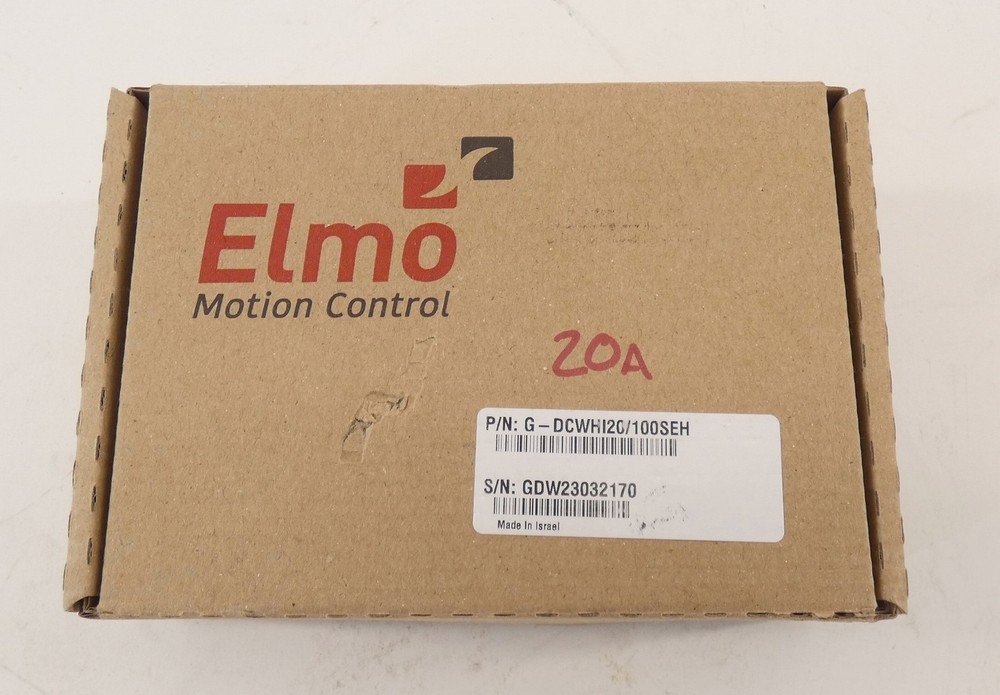 Elmo
Motion Control
20A
P/N: G-DCWHI20/100SEH
S/N: GDW23032170
Made In Israel